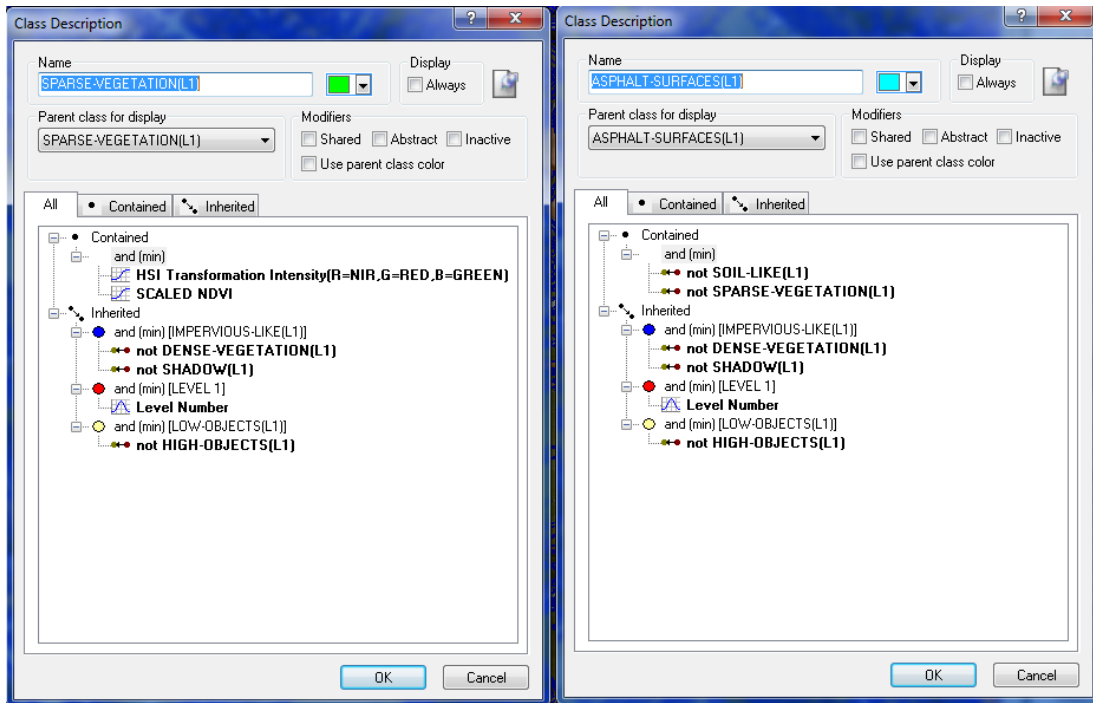 Class Description
?
X
Name
SPARSE-VEGETATION(L1)
Display
Always
Parent class for display
SPARSE-VEGETATION(L1)
Modifiers
Shared Abstract Inactive
Use parent class color
All Contained Inherited
Contained
and (min)
HSI Transformation Intensity(R=NIR,G=RED,B=GREEN)
SCALED NDVI
Inherited
and (min) [IMPERVIOUS-LIKE(L1)]
not DENSE-VEGETATION(L1)
not SHADOW(L1)
and (min) [LEVEL 1]
Level Number
and (min) [LOW-OBJECTS(L1)]
not HIGH-OBJECTS(L1)
OK Cancel
Class Description
?
X
Name
ASPHALT-SURFACES(L1)
Display
Always
Parent class for display
ASPHALT-SURFACES(L1)
Modifiers
Shared Abstract Inactive
Use parent class color
All Contained Inherited
Contained
and (min)
not SOIL-LIKE(L1)
not SPARSE-VEGETATION(L1)
Inherited
and (min) [IMPERVIOUS-LIKE(L1)]
not DENSE-VEGETATION(L1)
not SHADOW(L1)
and (min) [LEVEL 1]
Level Number
and (min) [LOW-OBJECTS(L1)]
not HIGH-OBJECTS(L1)
OK Cancel